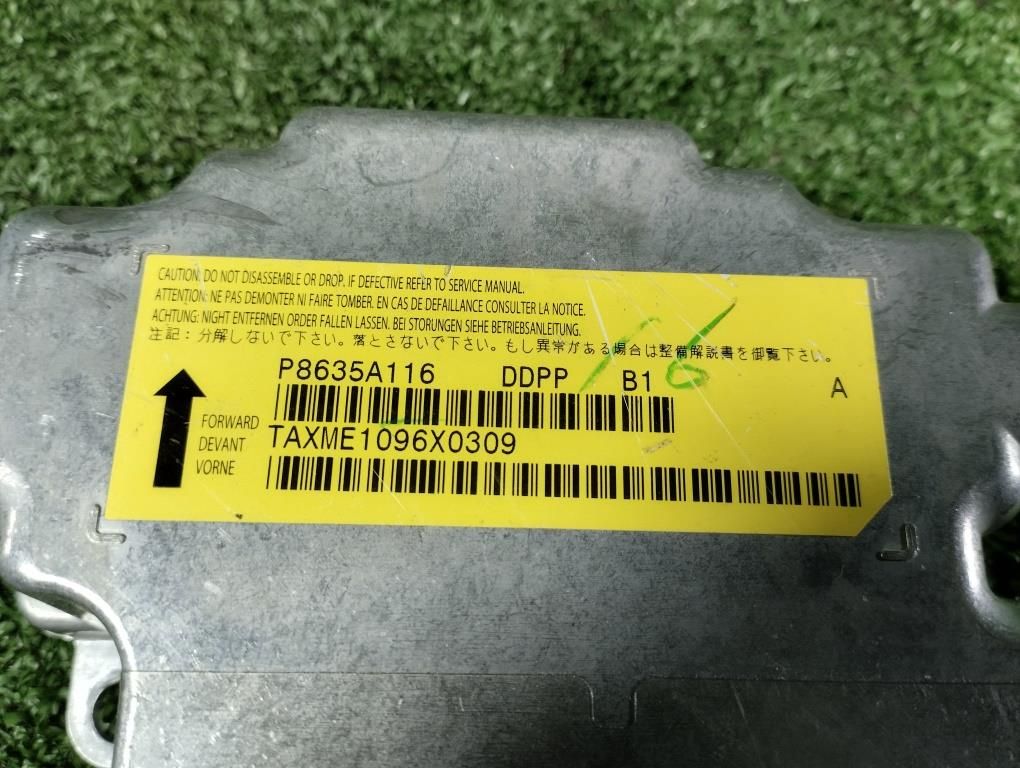 CAUTION: DO NOT DISASSEMBLE OR DROP. IF DEFECTIVE REFER TO SERVICE MANUAL.
ATTENTION: NE PAS DEMONTER NI FAIRE TOMBER. EN CAS DE DEFAILLANCE CONSULTER LA NOTICE.
ACHTUNG: NIGHT ENTFERNEN ORDER FALLEN LASSEN. BEI STORUNGEN SIEHE BETRIEBSANLEITUNG.
注記：分解しないで下さい。落とさないで下さい。もし異常がある場合は整備解説書を御覧下さい。
P8635A116 DDPP B1 A
16
FORWARD
DEVANT
VORNE
TAXME1096X0309